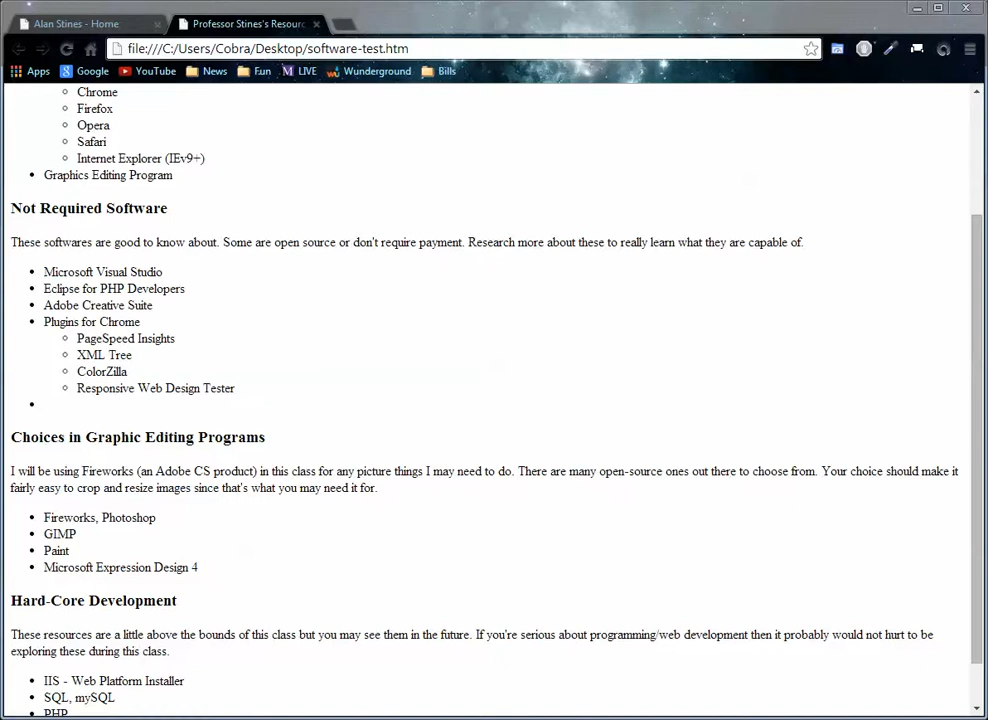 Alan Stines - Home
Professor Stines's Resourc
file:///C:/Users/Cobra/Desktop/software-test.htm
Apps Google YouTube News Fun LIVE Wunderground Bills
Chrome
Firefox
Opera
Safari
Internet Explorer (IEv9+)
Graphics Editing Program
Not Required Software
These softwares are good to know about. Some are open source or don't require payment. Research more about these to really learn what they are capable of.
Microsoft Visual Studio
Eclipse for PHP Developers
Adobe Creative Suite
Plugins for Chrome
PageSpeed Insights
XML Tree
ColorZilla
Responsive Web Design Tester
Choices in Graphic Editing Programs
I will be using Fireworks (an Adobe CS product) in this class for any picture things I may need to do. There are many open-source ones out there to choose from. Your choice should make it
fairly easy to crop and resize images since that's what you may need it for.
Fireworks, Photoshop
GIMP
Paint
Microsoft Expression Design 4
Hard-Core Development
These resources are a little above the bounds of this class but you may see them in the future. If you're serious about programming/web development then it probably would not hurt to be
exploring these during this class.
IIS - Web Platform Installer
SQL, mySQL
PHP